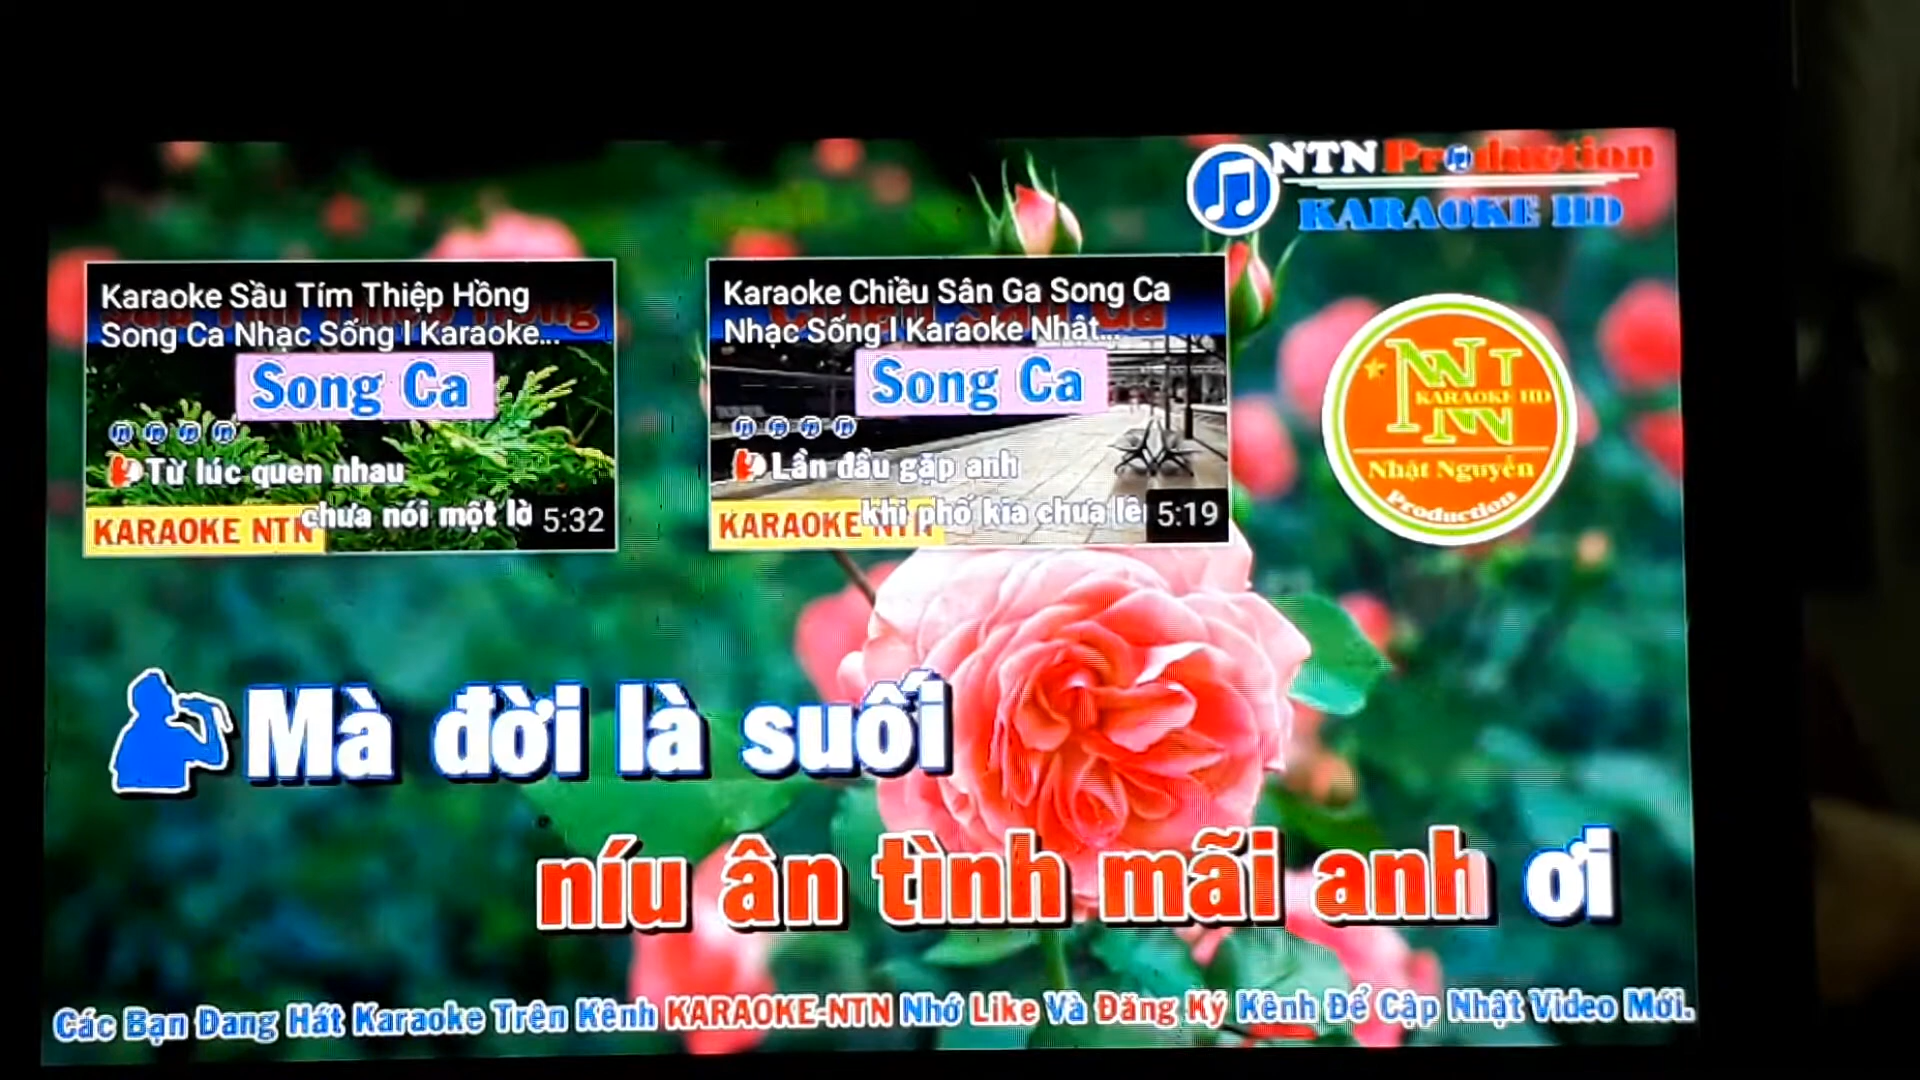 NTN Production
KARAOKE HD
Karaoke Sầu Tím Thiệp Hồng
Song Ca Nhạc Sống l Karaoke...
Song Ca
Từ lúc quen nhau
chưa nói một lờ
KARAOKE NTN
5:32
Karaoke Chiều Sân Ga Song Ca
Nhạc Sống l Karaoke Nhật...
Song Ca
Lần đầu gặp anh
khi phố kia chưa lê
KARAOKE NTN
5:19
KARAOKE HD
Nhật Nguyễn
Production
Mà đời là suối
níu ân tình mãi anh ơi
Các Bạn Đang Hát Karaoke Trên Kênh KARAOKE-NTN Nhớ Like Và Đăng Ký Kênh Để Cập Nhật Video Mới.